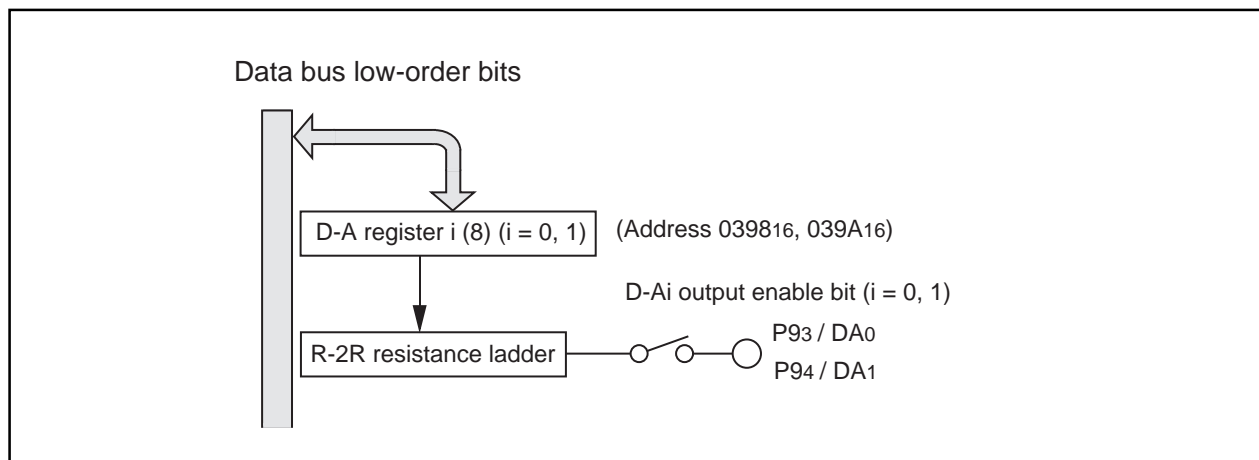 Data bus low-order bits
D-A register i (8) (i = 0, 1)
(Address 039816, 039A16)
D-Ai output enable bit (i = 0, 1)
R-2R resistance ladder
P93 / DA0
P94 / DA1